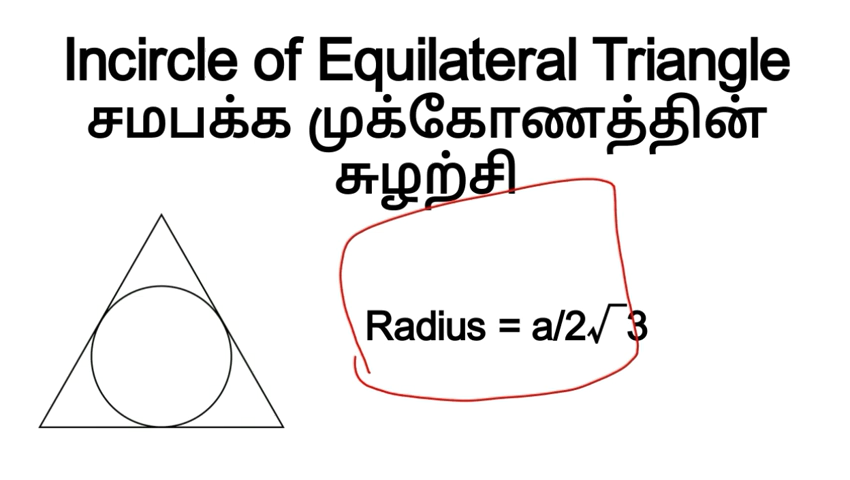 Incircle of Equilateral Triangle
சமபக்க முக்கோணத்தின்
சுழற்சி
Radius = a/2√3